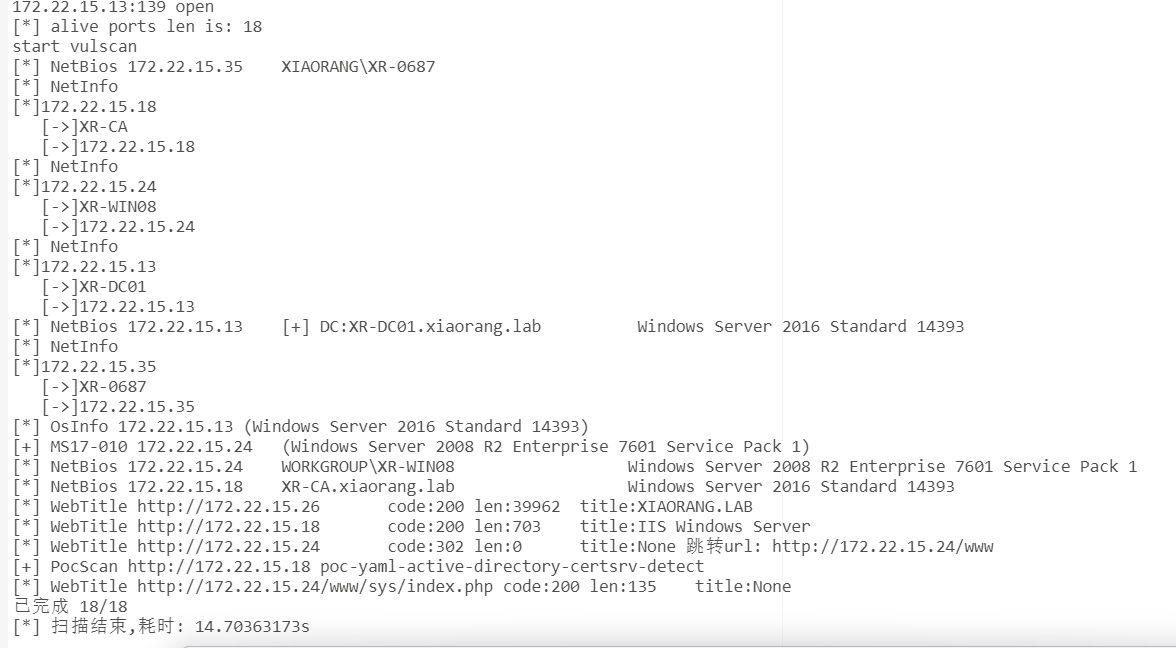 172.22.15.13:139 open
[*] alive ports len is: 18
start vulscan
[*] NetBios 172.22.15.35    XIAORANG\XR-0687
[*] NetInfo
[*]172.22.15.18
   [->]XR-CA
   [->]172.22.15.18
[*] NetInfo
[*]172.22.15.24
   [->]XR-WIN08
   [->]172.22.15.24
[*] NetInfo
[*]172.22.15.13
   [->]XR-DC01
   [->]172.22.15.13
[*] NetBios 172.22.15.13    [+] DC:XR-DC01.xiaorang.lab          Windows Server 2016 Standard 14393
[*] NetInfo
[*]172.22.15.35
   [->]XR-0687
   [->]172.22.15.35
[*] OsInfo 172.22.15.13 (Windows Server 2016 Standard 14393)
[+] MS17-010 172.22.15.24   (Windows Server 2008 R2 Enterprise 7601 Service Pack 1)
[*] NetBios 172.22.15.24    WORKGROUP\XR-WIN08                  Windows Server 2008 R2 Enterprise 7601 Service Pack 1
[*] NetBios 172.22.15.18    XR-CA.xiaorang.lab                  Windows Server 2016 Standard 14393
[*] WebTitle http://172.22.15.26       code:200 len:39962  title:XIAORANG.LAB
[*] WebTitle http://172.22.15.18       code:200 len:703    title:IIS Windows Server
[*] WebTitle http://172.22.15.24       code:302 len:0      title:None 跳转url: http://172.22.15.24/www
[+] PocScan http://172.22.15.18 poc-yaml-active-directory-certsrv-detect
[*] WebTitle http://172.22.15.24/www/sys/index.php code:200 len:135    title:None
已完成 18/18
[*] 扫描结束,耗时: 14.70363173s